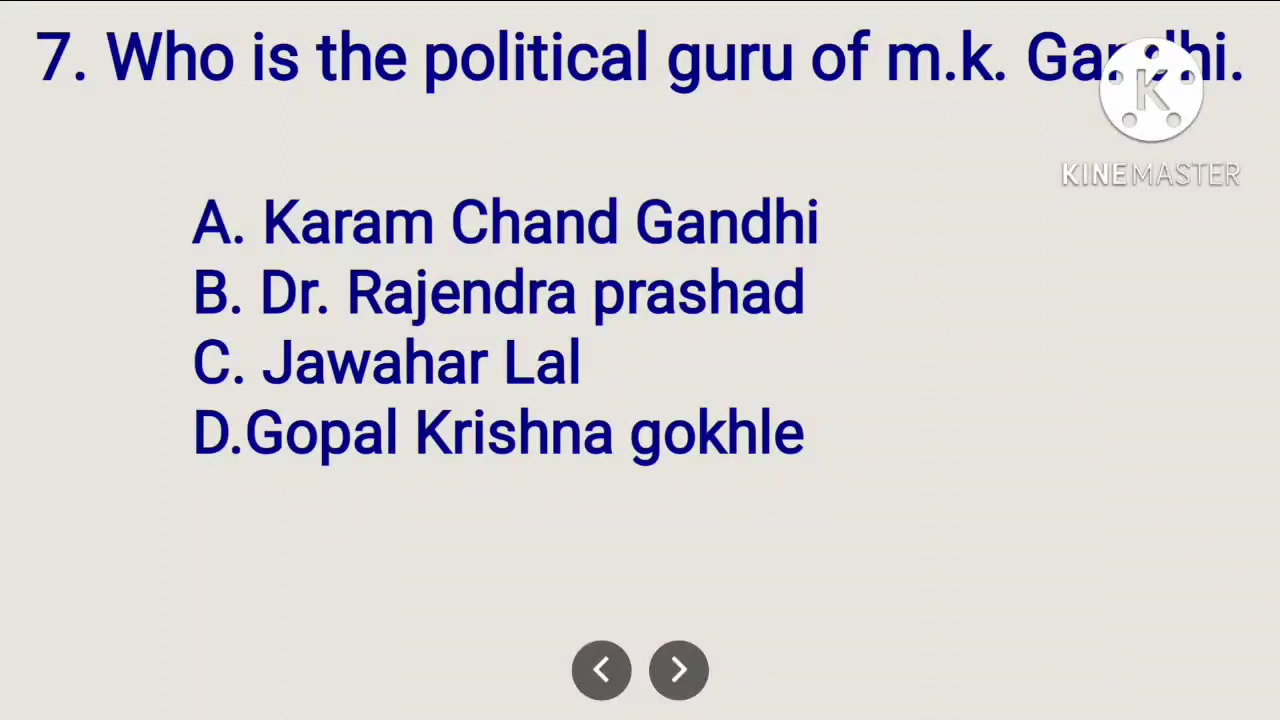 7. Who is the political guru of m.k. Gandhi.
KINEMASTER
A. Karam Chand Gandhi
B. Dr. Rajendra prashad
C. Jawahar Lal
D.Gopal Krishna gokhle